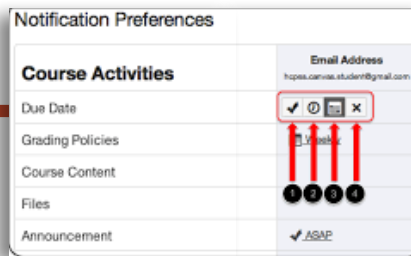 Notification Preferences
Email Address
Course Activities
hcpss.canvas.student@gmail.com
Due Date
Grading Policies
Weekly
Course Content
1 2 3 4
Files
Announcement
ASAP